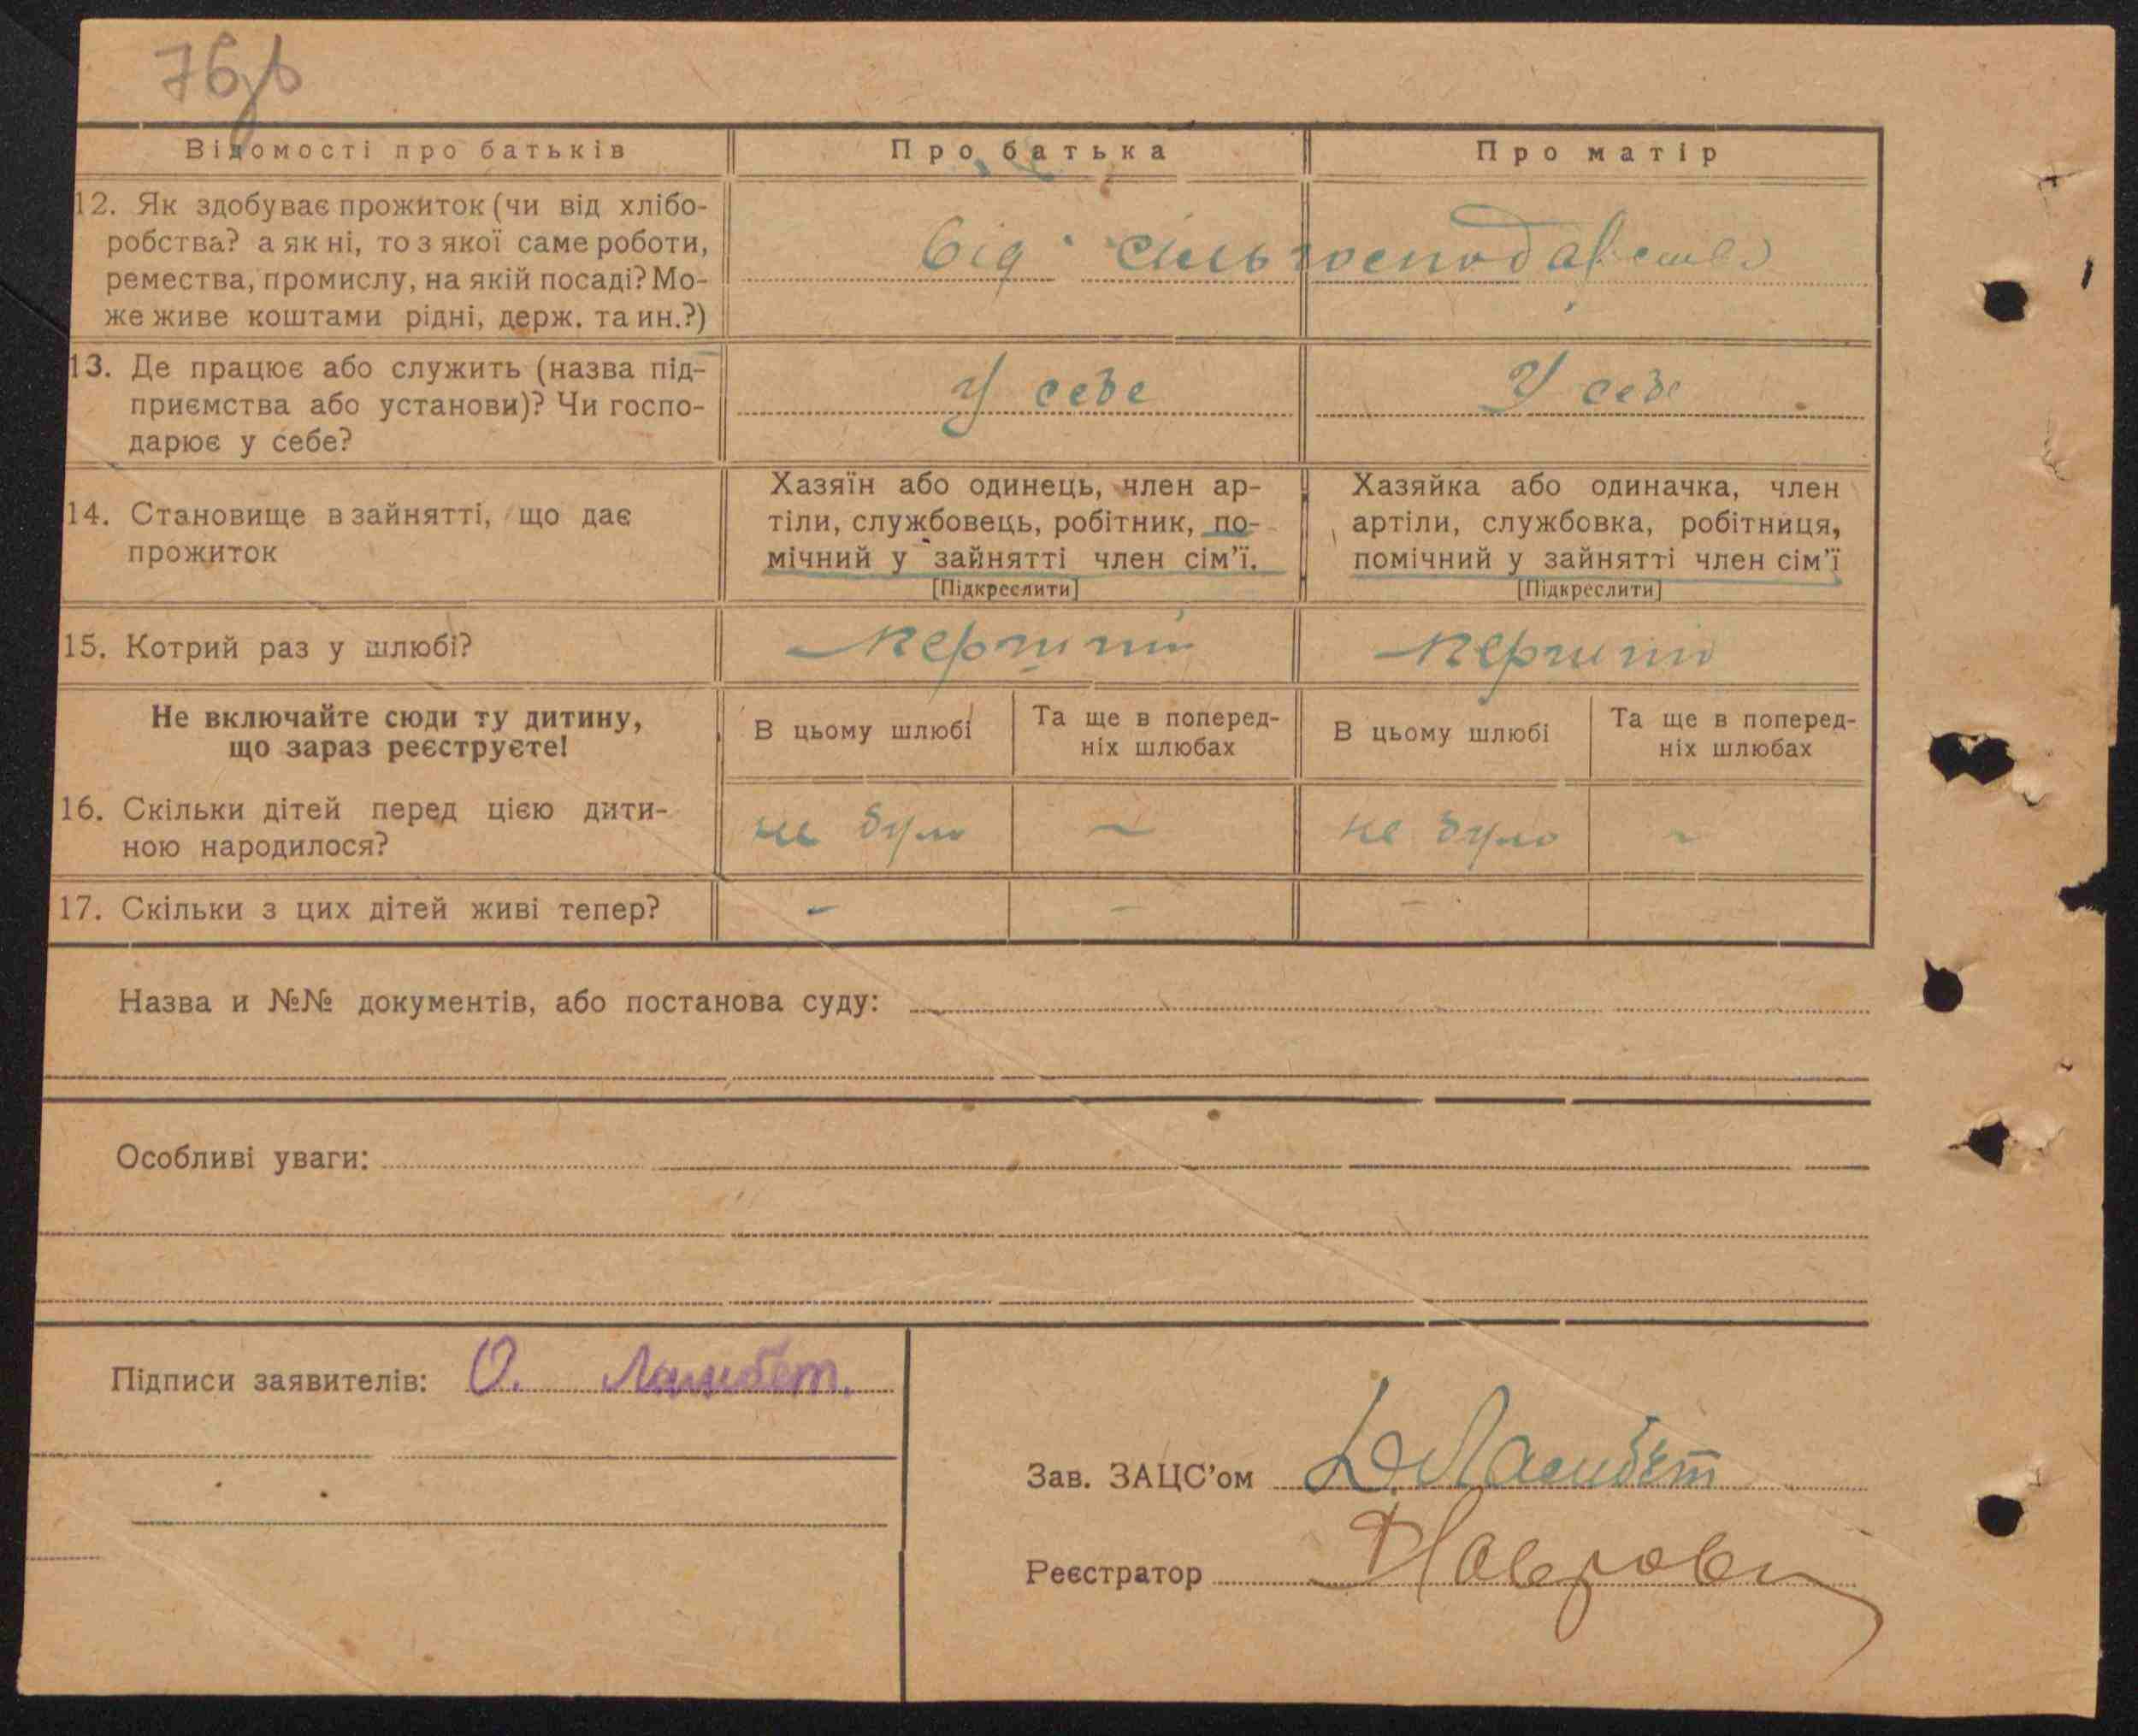 76
Відомості про батьків
Про батька
Про матір
12. Як здобуває прожиток (чи від хлібо-
робства? а як ні, то з якої саме роботи,
ремества, промислу, на якій посаді? Мо-
же живе коштами рідні, держ. та ин.?)
від сільгосподарства
13. Де працює або служить (назва під-
приємства або установи)? Чи госпо-
дарює у себе?
У себе
У себе
14. Становище в зайнятті, що дає
прожиток
Хазяїн або одинець, член ар-
тіли, службовець, робітник, по-
мічний у зайнятті член сім’ї.
[Підкреслити]
Хазяйка або одиначка, член
артіли, службовка, робітниця,
помічний у зайнятті член сім’ї
[Підкреслити]
15. Котрий раз у шлюбі?
перший
перший
Не включайте сюди ту дитину,
що зараз реєструєте!
В цьому шлюбі
Та ще в поперед-
ніх шлюбах
В цьому шлюбі
Та ще в поперед-
ніх шлюбах
16. Скільки дітей перед цією дити-
ною народилося?
не було
–
не було
–
17. Скільки з цих дітей живі тепер?
–
–
–
Назва и №№ документів, або постанова суду:
Особливі уваги:
Підписи заявителів: О. Ламбет.
Зав. ЗАЦС’ом Д. Ламбет
Реєстратор